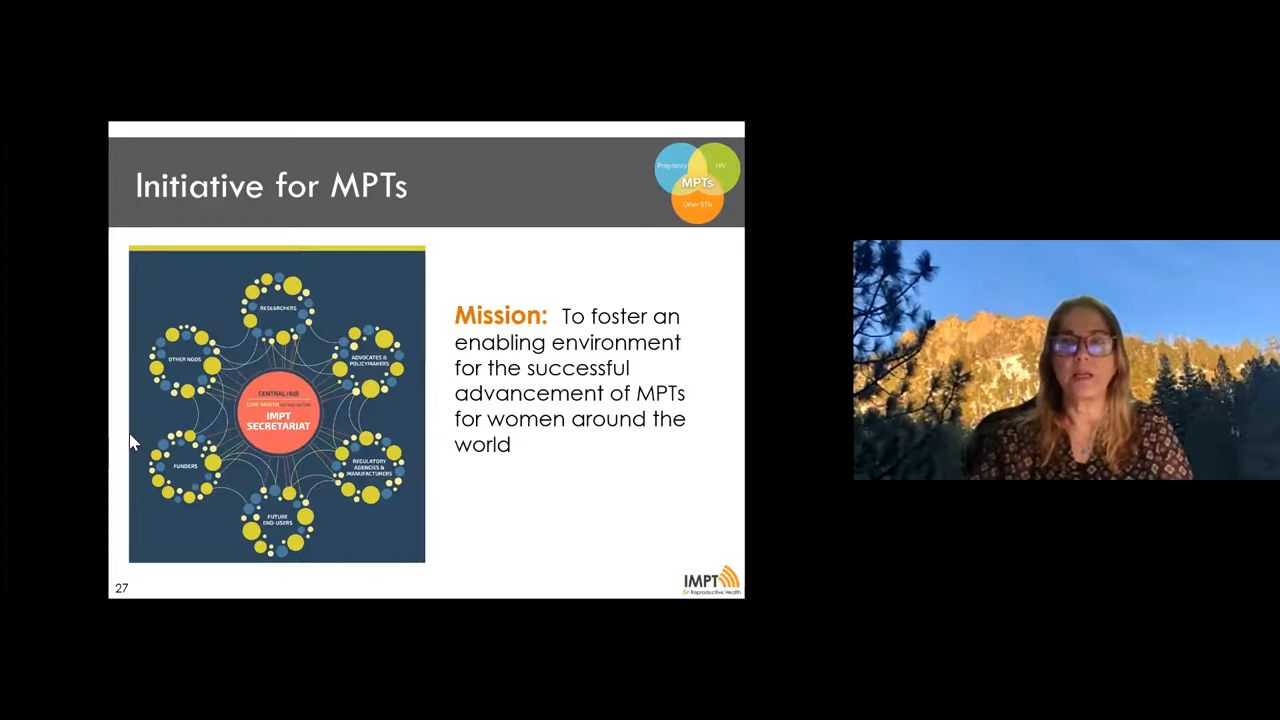 Initiative for MPTs
Pregnancy
HIV
MPTs
Other STIs
RESEARCHERS
OTHER NGOS
ADVOCATES &
POLICYMAKERS
CENTRAL HUB
CAMI HEALTH
IMPT
SECRETARIAT
FUNDERS
REGULATORY
AGENCIES &
MANUFACTURERS
FUTURE
END-USERS
Mission: To foster an
enabling environment
for the successful
advancement of MPTs
for women around the
world
27
IMPT
for Reproductive Health